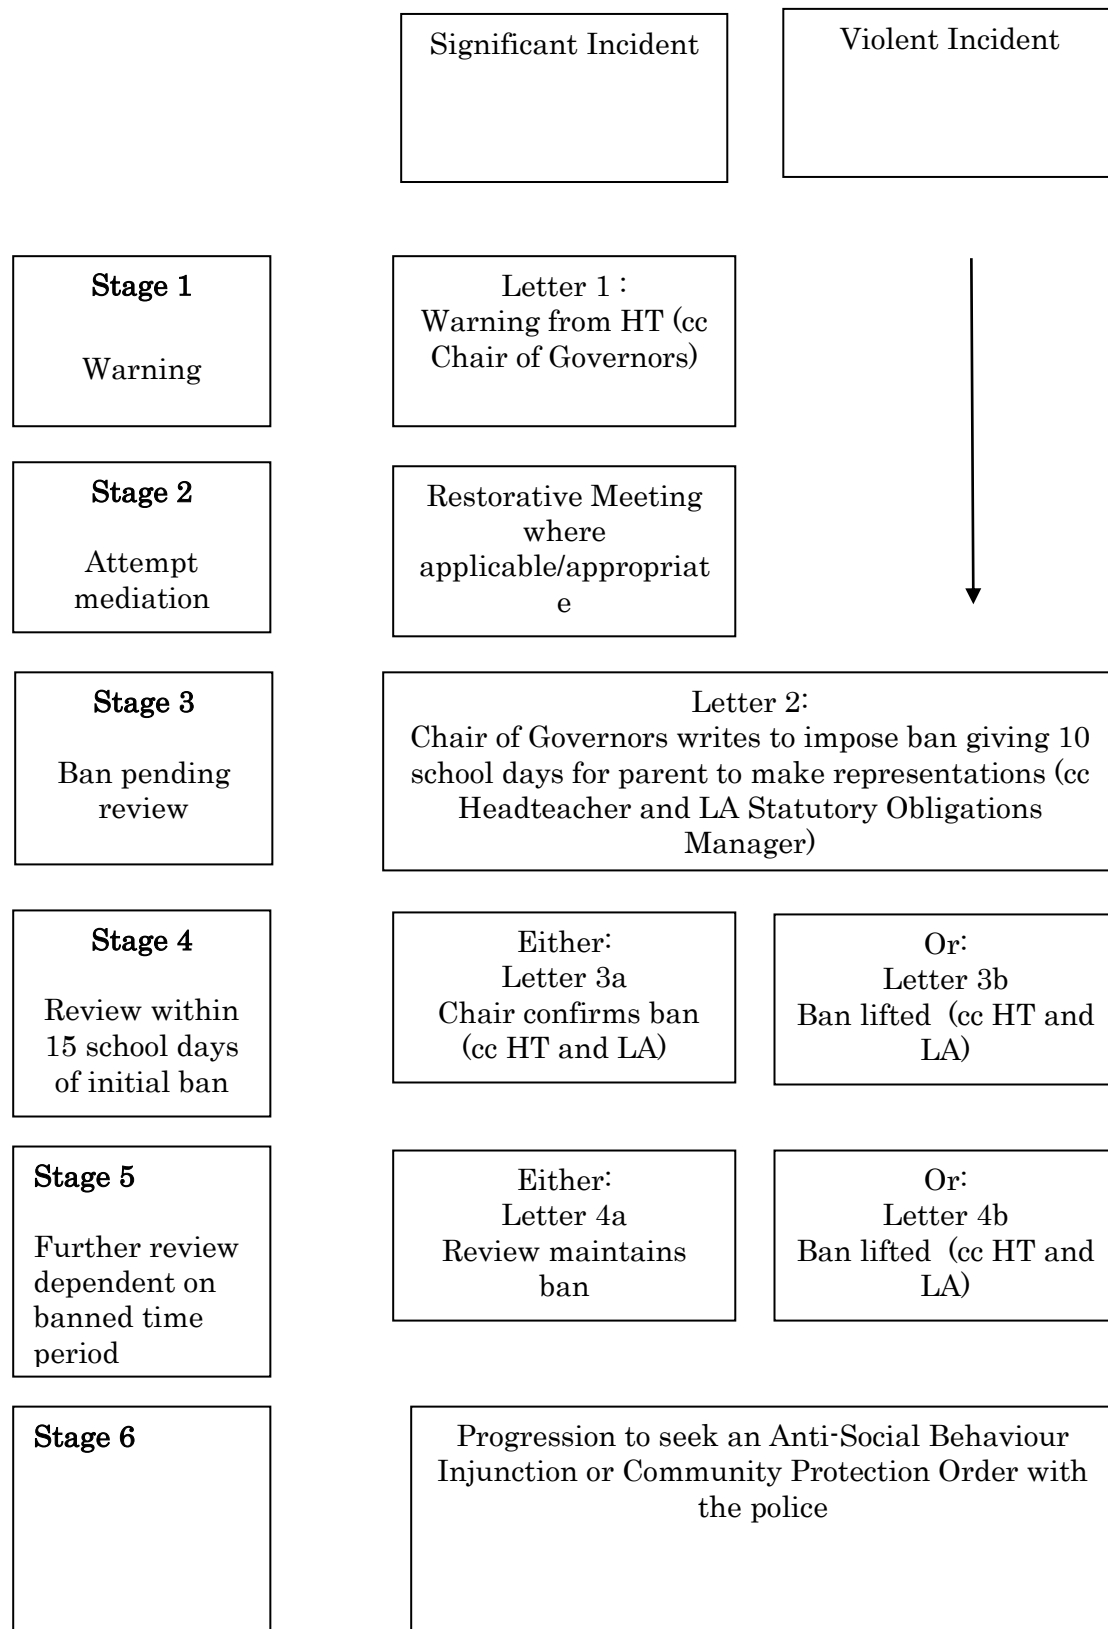 Significant Incident
Violent Incident
Stage 1
Warning
Letter 1 :
Warning from HT (cc
Chair of Governors)
Stage 2
Attempt
mediation
Restorative Meeting
where
applicable/appropriat
e
Stage 3
Ban pending
review
Letter 2:
Chair of Governors writes to impose ban giving 10
school days for parent to make representations (cc
Headteacher and LA Statutory Obligations
Manager)
Stage 4
Review within
15 school days
of initial ban
Either:
Letter 3a
Chair confirms ban
(cc HT and LA)
Or:
Letter 3b
Ban lifted  (cc HT and
LA)
Stage 5
Further review
dependent on
banned time
period
Either:
Letter 4a
Review maintains
ban
Or:
Letter 4b
Ban lifted  (cc HT and
LA)
Stage 6
Progression to seek an Anti-Social Behaviour
Injunction or Community Protection Order with
the police